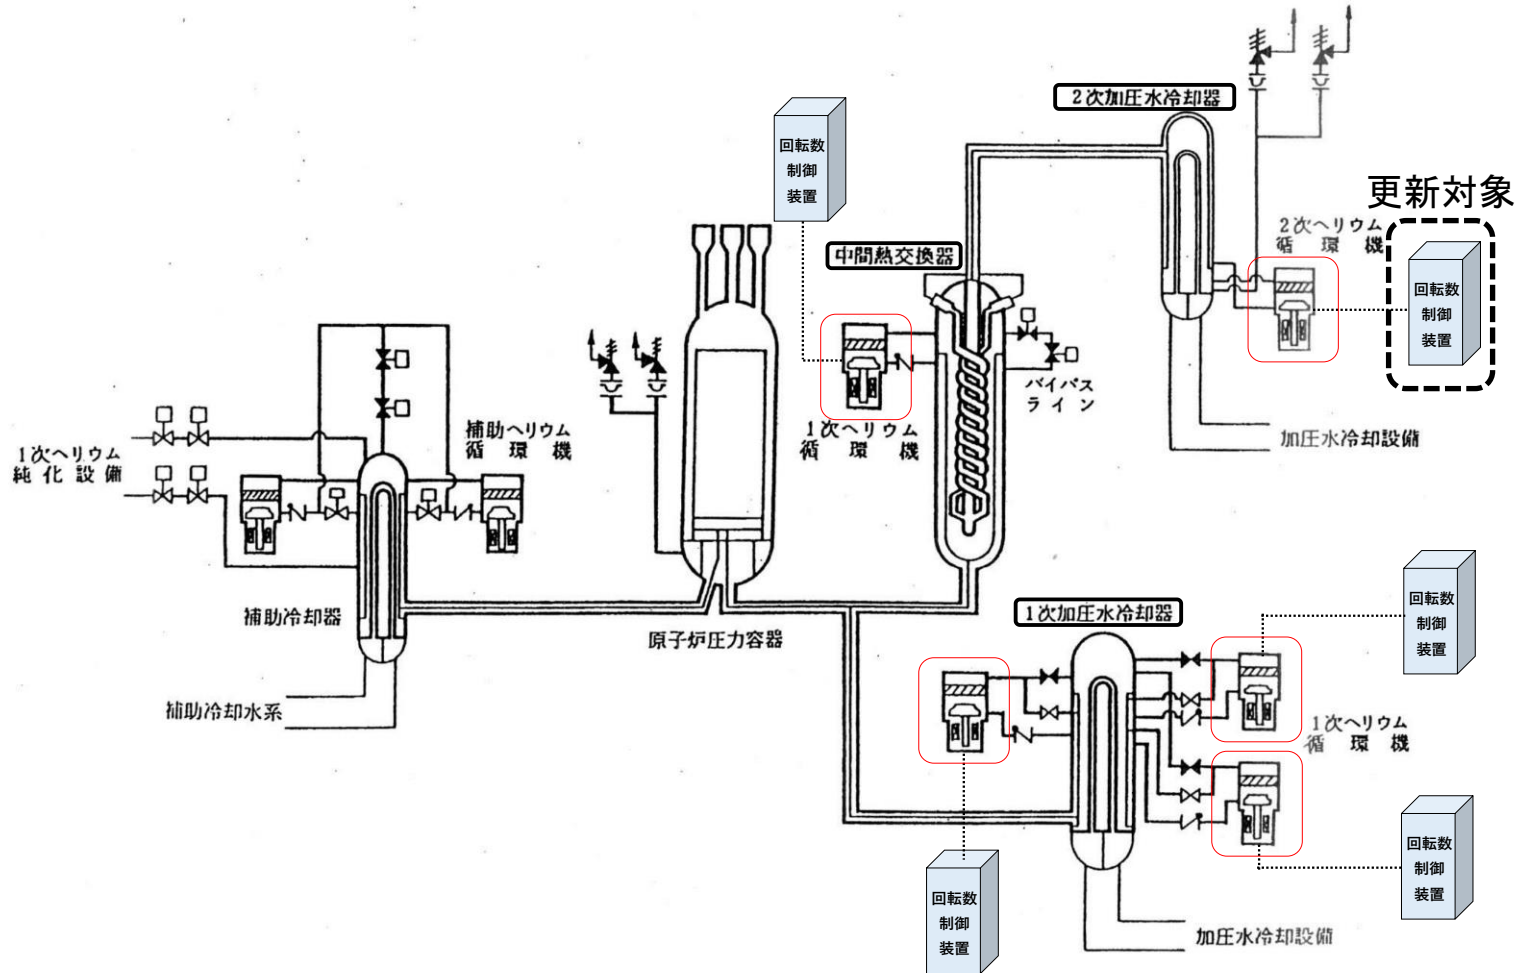 2次加圧水冷却器
回転数
制御
装置
更新対象
2次ヘリウム
循環機
回転数
制御
装置
中間熱交換器
バイパス
ライン
1次ヘリウム
循環機
加圧水冷却設備
補助ヘリウム
循環機
1次ヘリウム
純化設備
補助冷却器
原子炉圧力容器
1次加圧水冷却器
回転数
制御
装置
補助冷却水系
1次ヘリウム
循環機
回転数
制御
装置
回転数
制御
装置
加圧水冷却設備